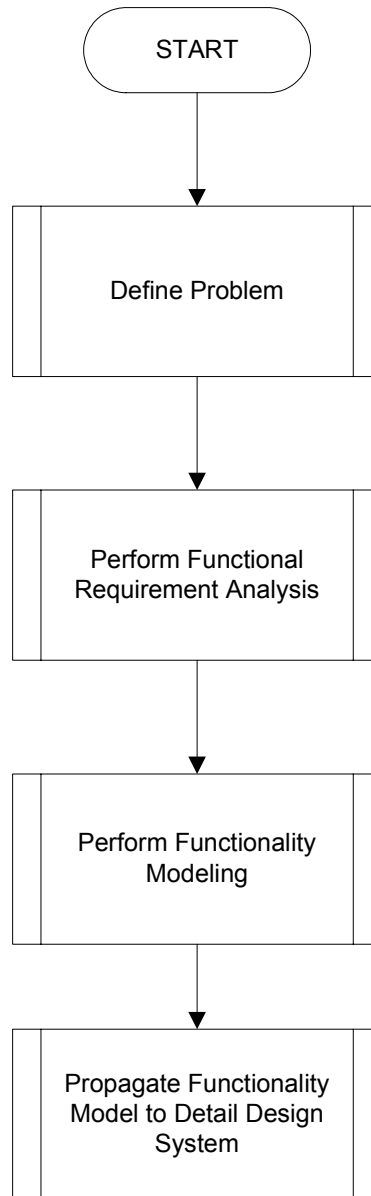 START
Define Problem
Perform Functional
Requirement Analysis
Perform Functionality
Modeling
Propagate Functionality
Model to Detail Design
System